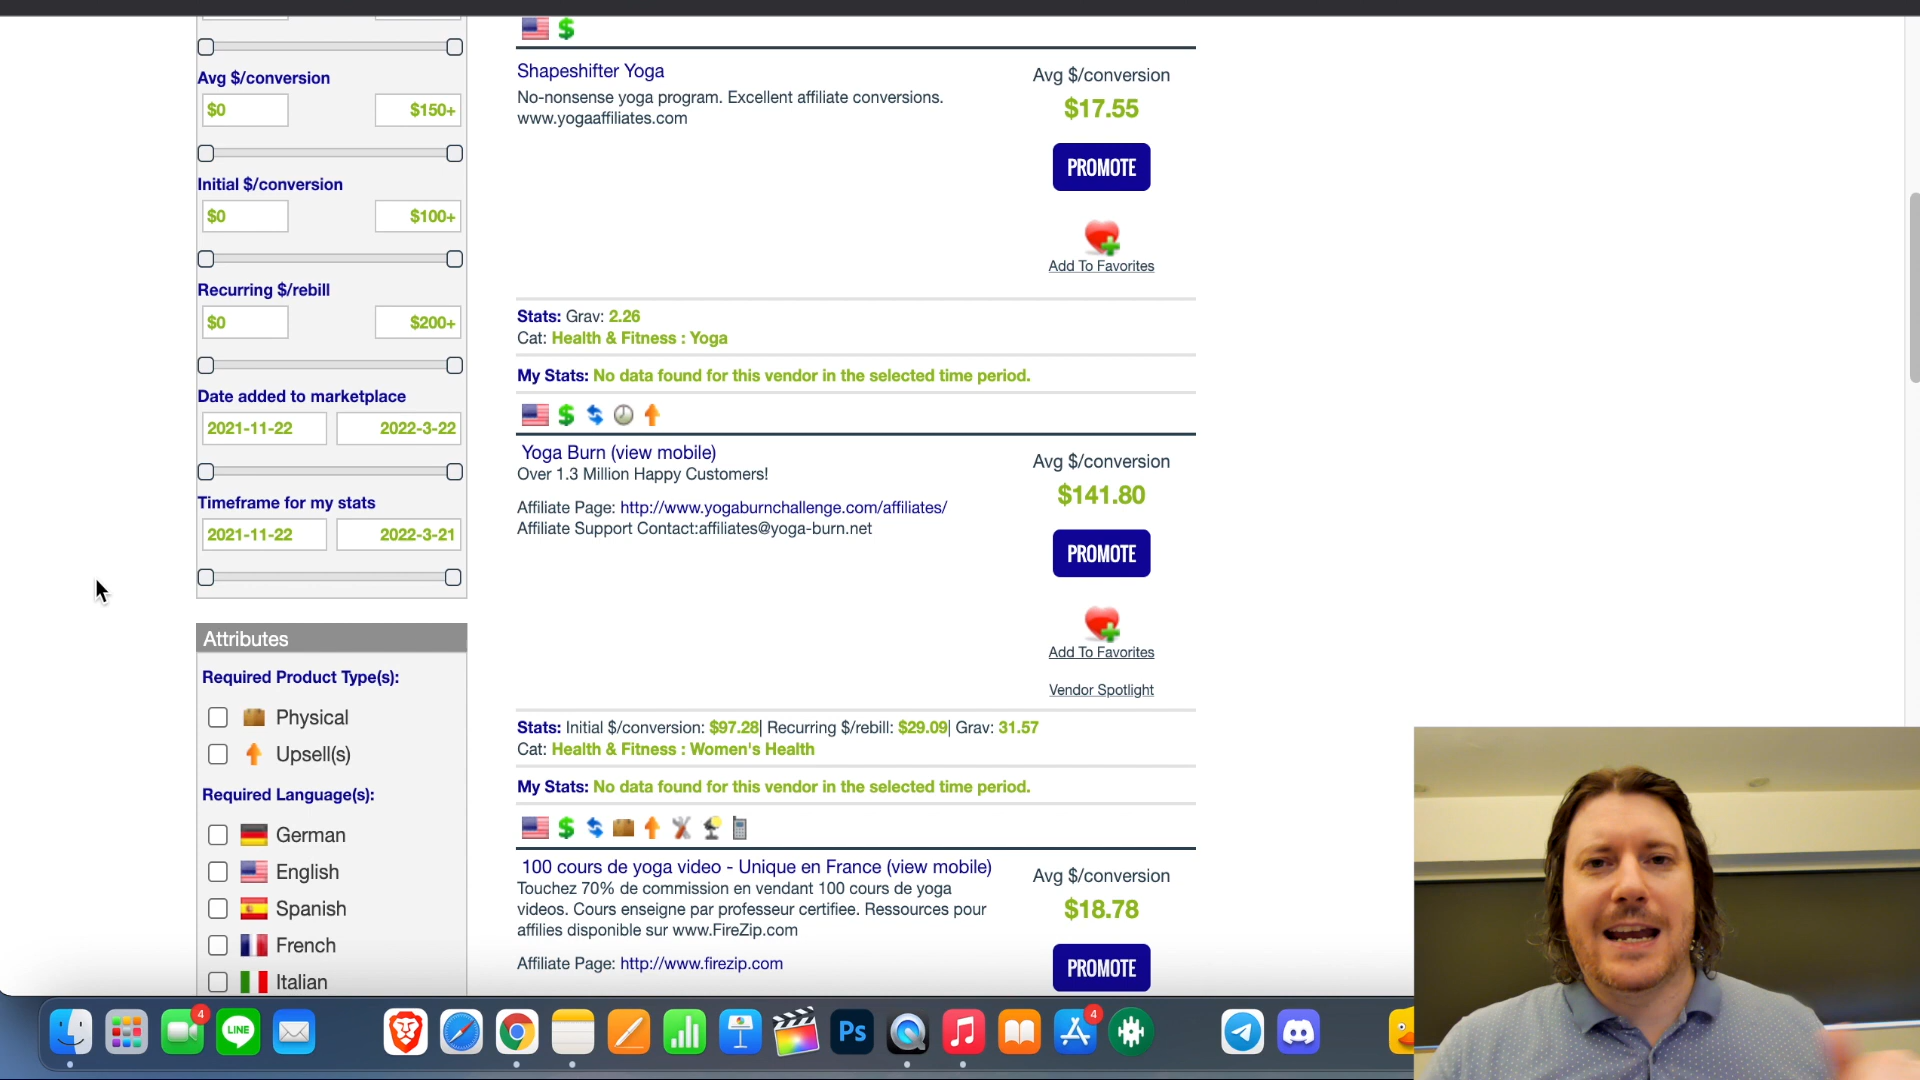 Avg $/conversion
$0
$150+
Initial $/conversion
$0
$100+
Recurring $/rebill
$0
$200+
Date added to marketplace
2021-11-22
2022-3-22
Timeframe for my stats
2021-11-22
2022-3-21
Attributes
Required Product Type(s):
Physical
Upsell(s)
Required Language(s):
German
English
Spanish
French
Italian
$
Shapeshifter Yoga
No-nonsense yoga program. Excellent affiliate conversions.
www.yogaaffiliates.com
Avg $/conversion
$17.55
PROMOTE
Add To Favorites
Stats: Grav: 2.26
Cat: Health & Fitness : Yoga
My Stats: No data found for this vendor in the selected time period.
$
Yoga Burn (view mobile)
Over 1.3 Million Happy Customers!
Affiliate Page: http://www.yogaburnchallenge.com/affiliates/
Affiliate Support Contact:affiliates@yoga-burn.net
Avg $/conversion
$141.80
PROMOTE
Add To Favorites
Vendor Spotlight
Stats: Initial $/conversion: $97.28| Recurring $/rebill: $29.09| Grav: 31.57
Cat: Health & Fitness : Women's Health
My Stats: No data found for this vendor in the selected time period.
$
100 cours de yoga video - Unique en France (view mobile)
Touchez 70% de commission en vendant 100 cours de yoga
videos. Cours enseigne par professeur certifiee. Ressources pour
affilies disponible sur www.FireZip.com
Affiliate Page: http://www.firezip.com
Avg $/conversion
$18.78
PROMOTE
4
LINE
Ps
4